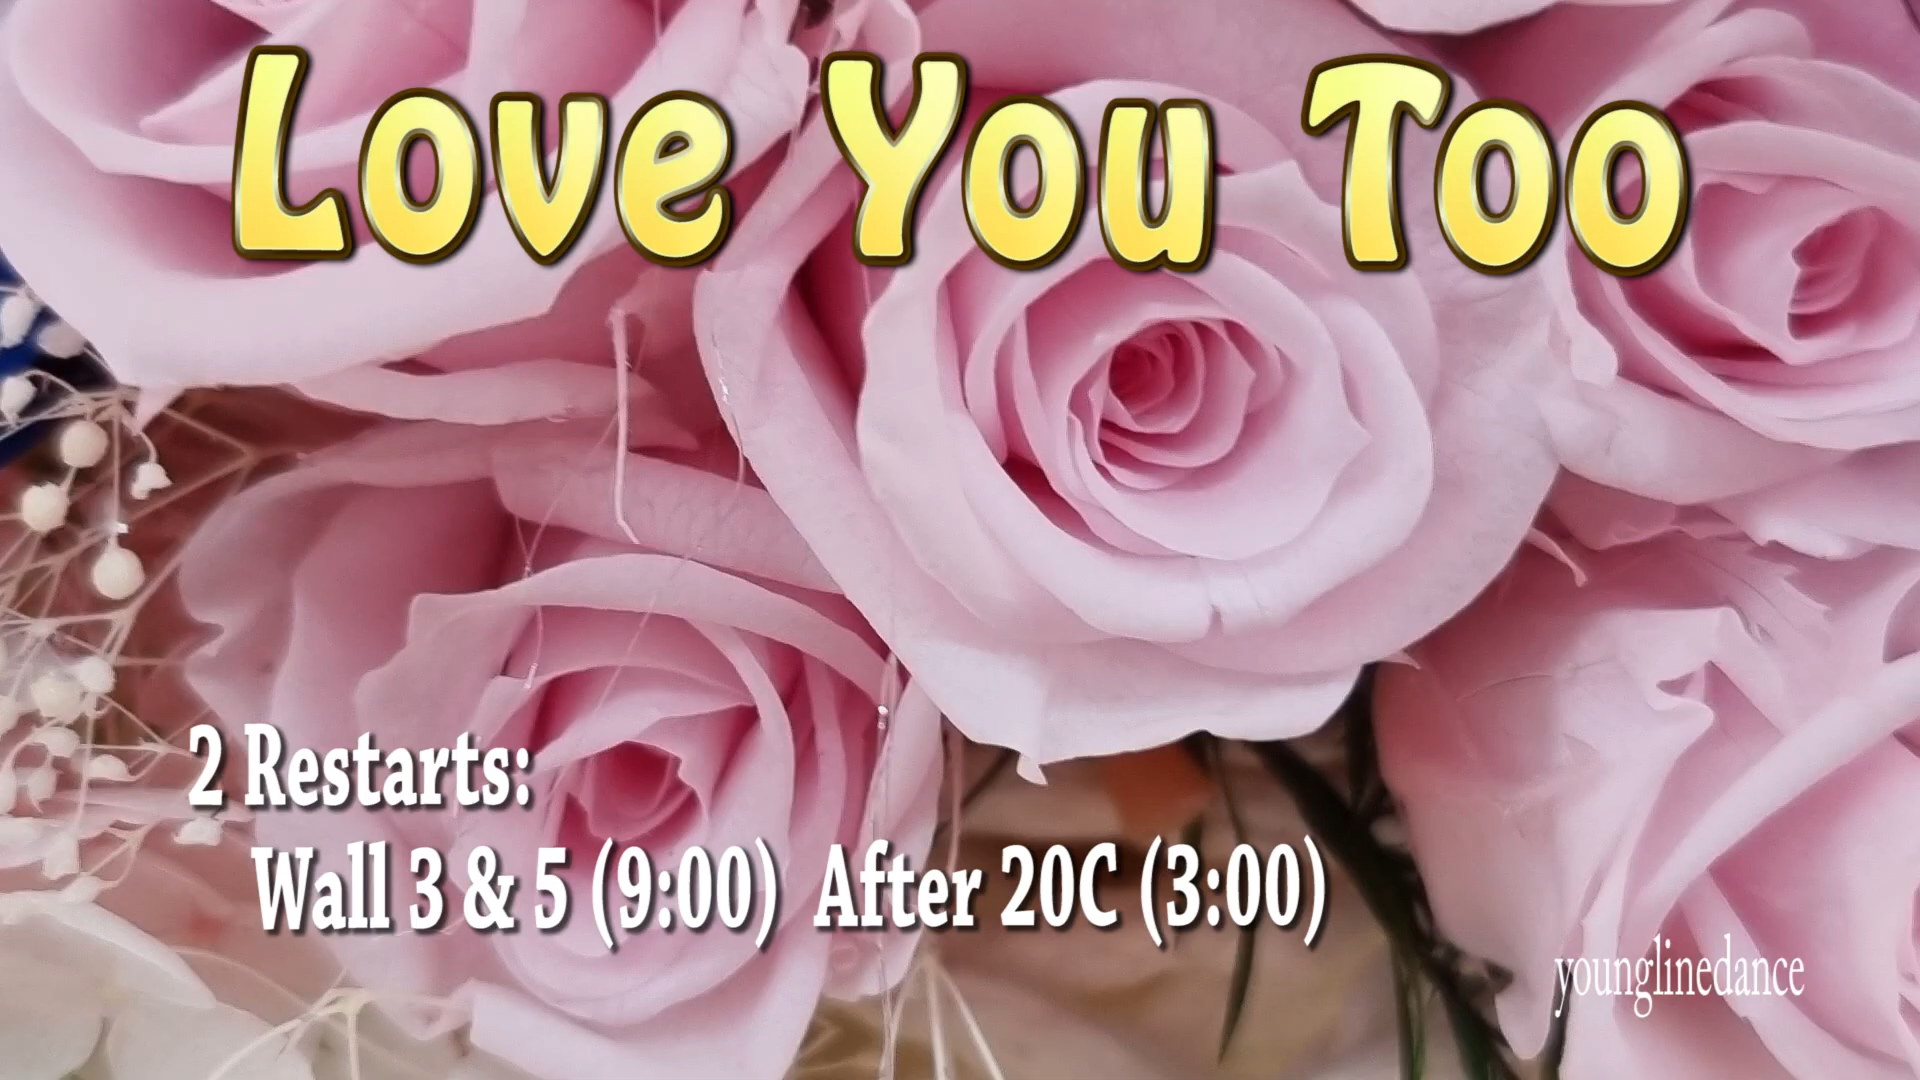 Love You Too
2 Restarts:
Wall 3 & 5 (9:00) After 20C (3:00)
younglinedance